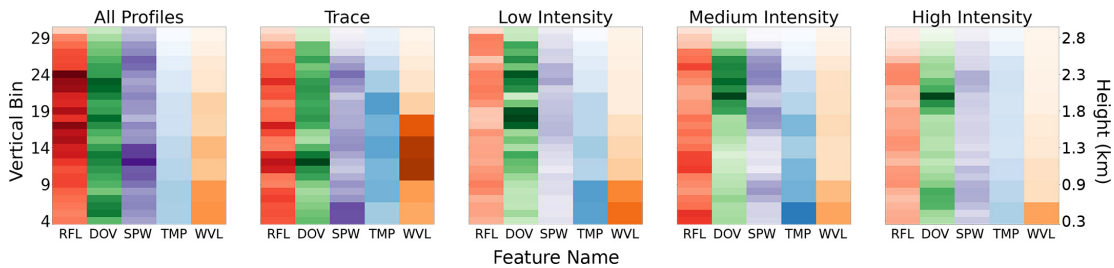 All Profiles Trace Low Intensity Medium Intensity High Intensity
Vertical Bin
29
24
19
14
9
4
2.8
2.3
1.8
1.3
0.9
0.3
Height (km)
RFL DOV SPW TMP WVL RFL DOV SPW TMP WVL RFL DOV SPW TMP WVL RFL DOV SPW TMP WVL RFL DOV SPW TMP WVL
Feature Name